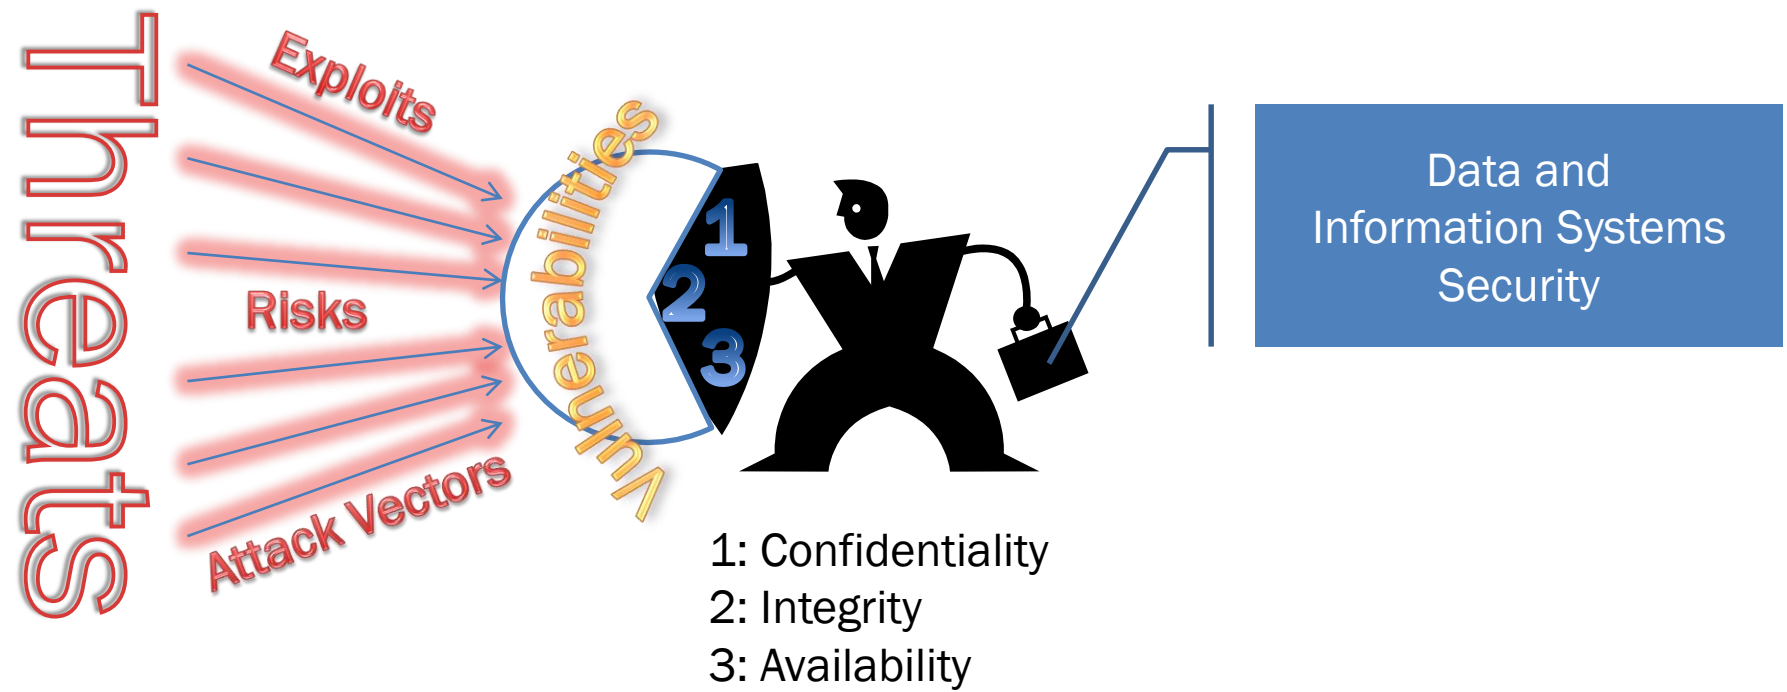 Threats
Exploits
Risks
Attack Vectors
Vulnerabilities
1
2
3
Data and
Information Systems
Security
1: Confidentiality
2: Integrity
3: Availability